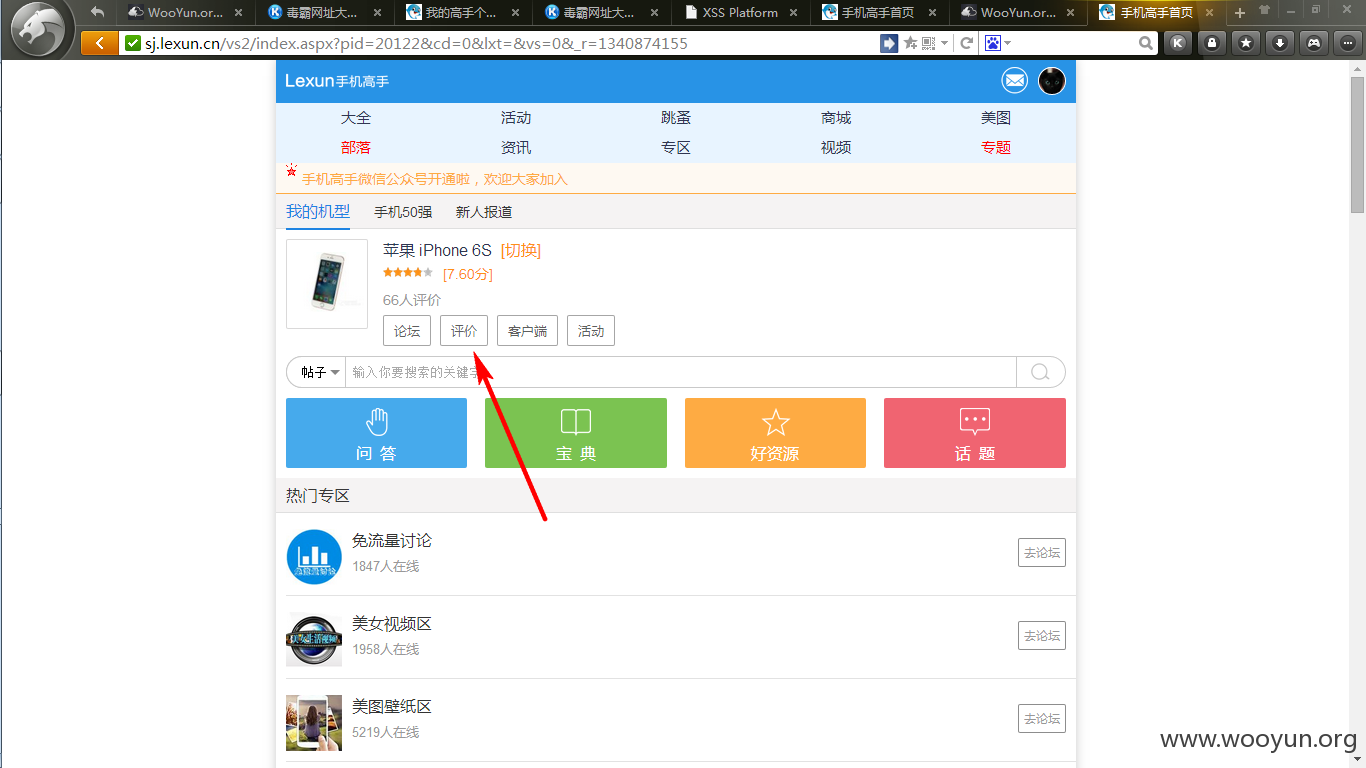 WooYun.or...
毒霸网址大...
我的高手个...
毒霸网址大...
XSS Platform
手机高手首页
WooYun.or...
手机高手首页
sj.lexun.cn/vs2/index.aspx?pid=20122&cd=0&lxt=&vs=0&_r=1340874155
Lexun手机高手
大全 活动 跳蚤 商城 美图
部落 资讯 专区 视频 专题
手机高手微信公众号开通啦，欢迎大家加入
我的机型 手机50强 新人报道
苹果 iPhone 6S [切换]
[7.60分]
66人评价
论坛 评价 客户端 活动
帖子 输入你要搜索的关键字
问 答 宝 典 好资源 话 题
热门专区
免流量讨论
1847人在线
去论坛
美女视频区
1958人在线
去论坛
美图壁纸区
5219人在线
去论坛
www.wooyun.org